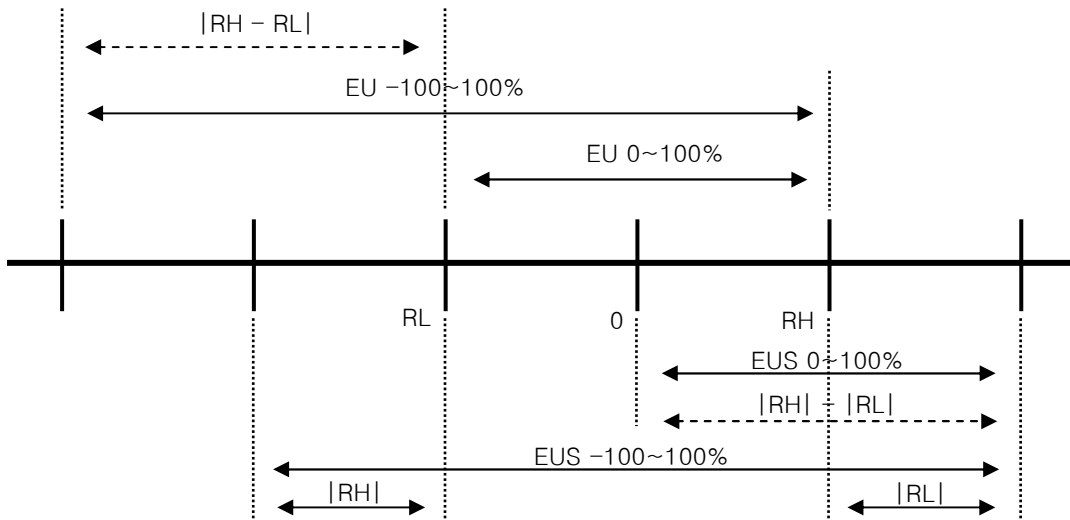 |RH − RL|
EU −100~100%
EU 0~100%
RL
0
RH
EUS 0~100%
|RH| − |RL|
EUS −100~100%
|RH|
|RL|